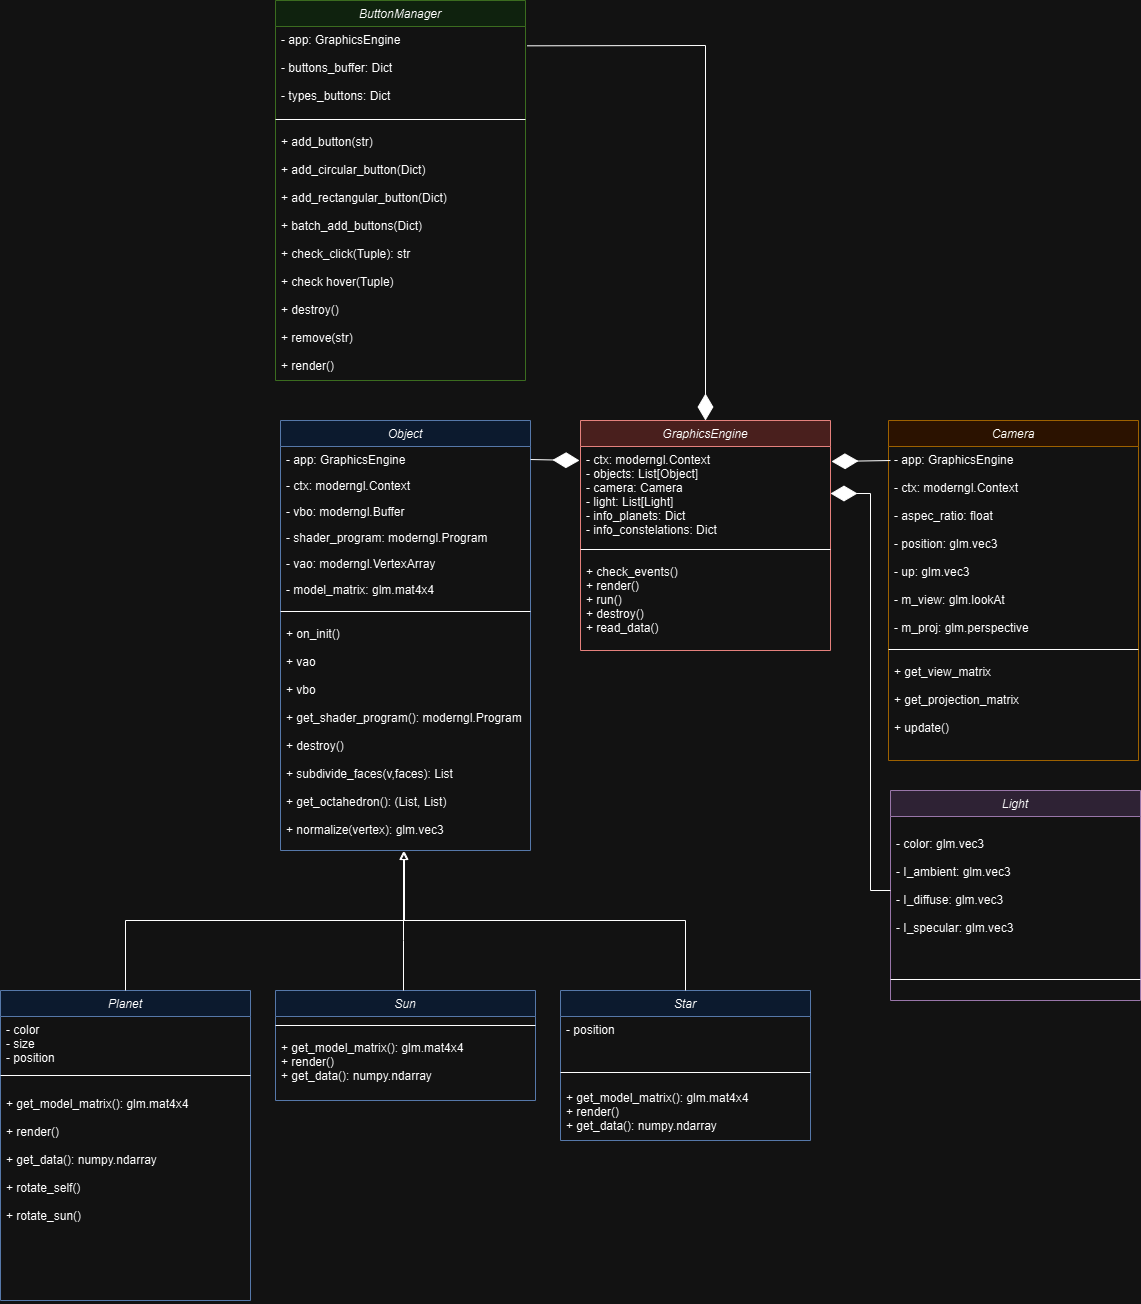 ButtonManager
- app: GraphicsEngine
- buttons_buffer: Dict
- types_buttons: Dict
+ add_button(str)
+ add_circular_button(Dict)
+ add_rectangular_button(Dict)
+ batch_add_buttons(Dict)
+ check_click(Tuple): str
+ check hover(Tuple)
+ destroy()
+ remove(str)
+ render()
Object
- app: GraphicsEngine
- ctx: moderngl.Context
- vbo: moderngl.Buffer
- shader_program: moderngl.Program
- vao: moderngl.VertexArray
- model_matrix: glm.mat4x4
+ on_init()
+ vao
+ vbo
+ get_shader_program(): moderngl.Program
+ destroy()
+ subdivide_faces(v,faces): List
+ get_octahedron(): (List, List)
+ normalize(vertex): glm.vec3
GraphicsEngine
- ctx: moderngl.Context
- objects: List[Object]
- camera: Camera
- light: List[Light]
- info_planets: Dict
- info_constelations: Dict
+ check_events()
+ render()
+ run()
+ destroy()
+ read_data()
Camera
- app: GraphicsEngine
- ctx: moderngl.Context
- aspec_ratio: float
- position: glm.vec3
- up: glm.vec3
- m_view: glm.lookAt
- m_proj: glm.perspective
+ get_view_matrix
+ get_projection_matrix
+ update()
Light
- color: glm.vec3
- l_ambient: glm.vec3
- l_diffuse: glm.vec3
- l_specular: glm.vec3
Planet
- color
- size
- position
+ get_model_matrix(): glm.mat4x4
+ render()
+ get_data(): numpy.ndarray
+ rotate_self()
+ rotate_sun()
Sun
+ get_model_matrix(): glm.mat4x4
+ render()
+ get_data(): numpy.ndarray
Star
- position
+ get_model_matrix(): glm.mat4x4
+ render()
+ get_data(): numpy.ndarray